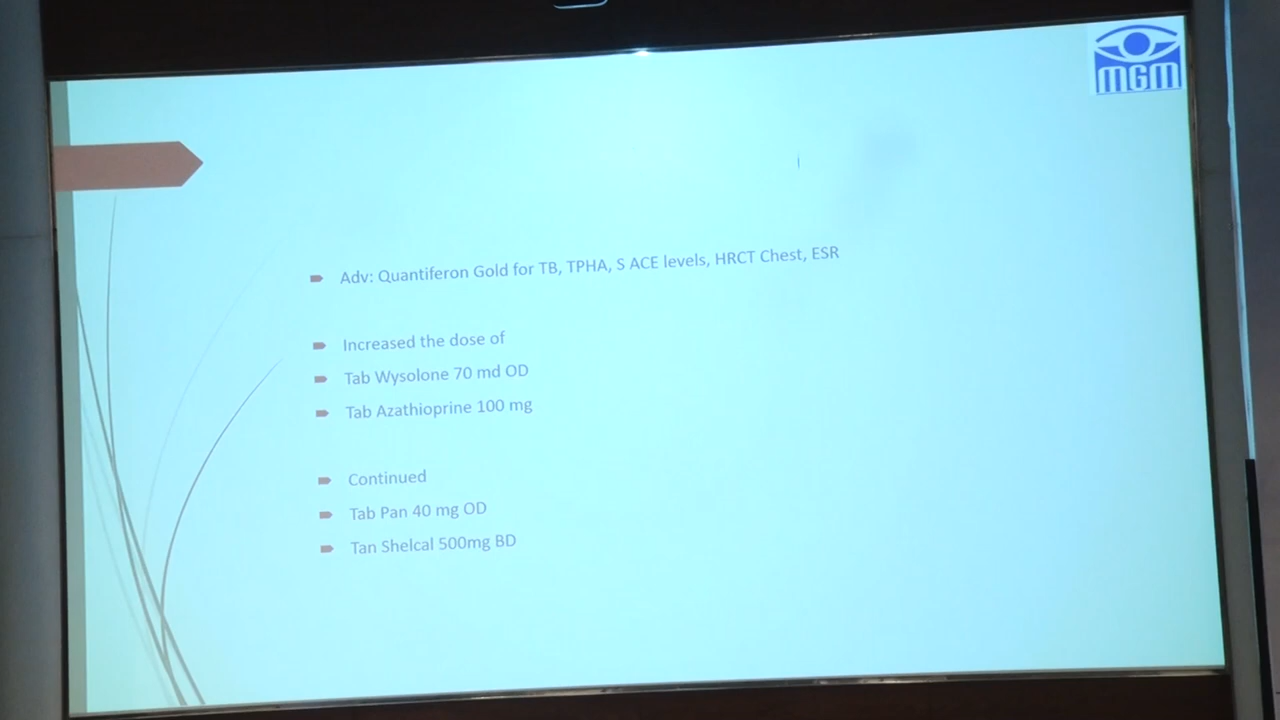 MGM
Adv: Quantiferon Gold for TB, TPHA, S ACE levels, HRCT Chest, ESR
Increased the dose of
Tab Wysolone 70 md OD
Tab Azathioprine 100 mg
Continued
Tab Pan 40 mg OD
Tan Shelcal 500mg BD